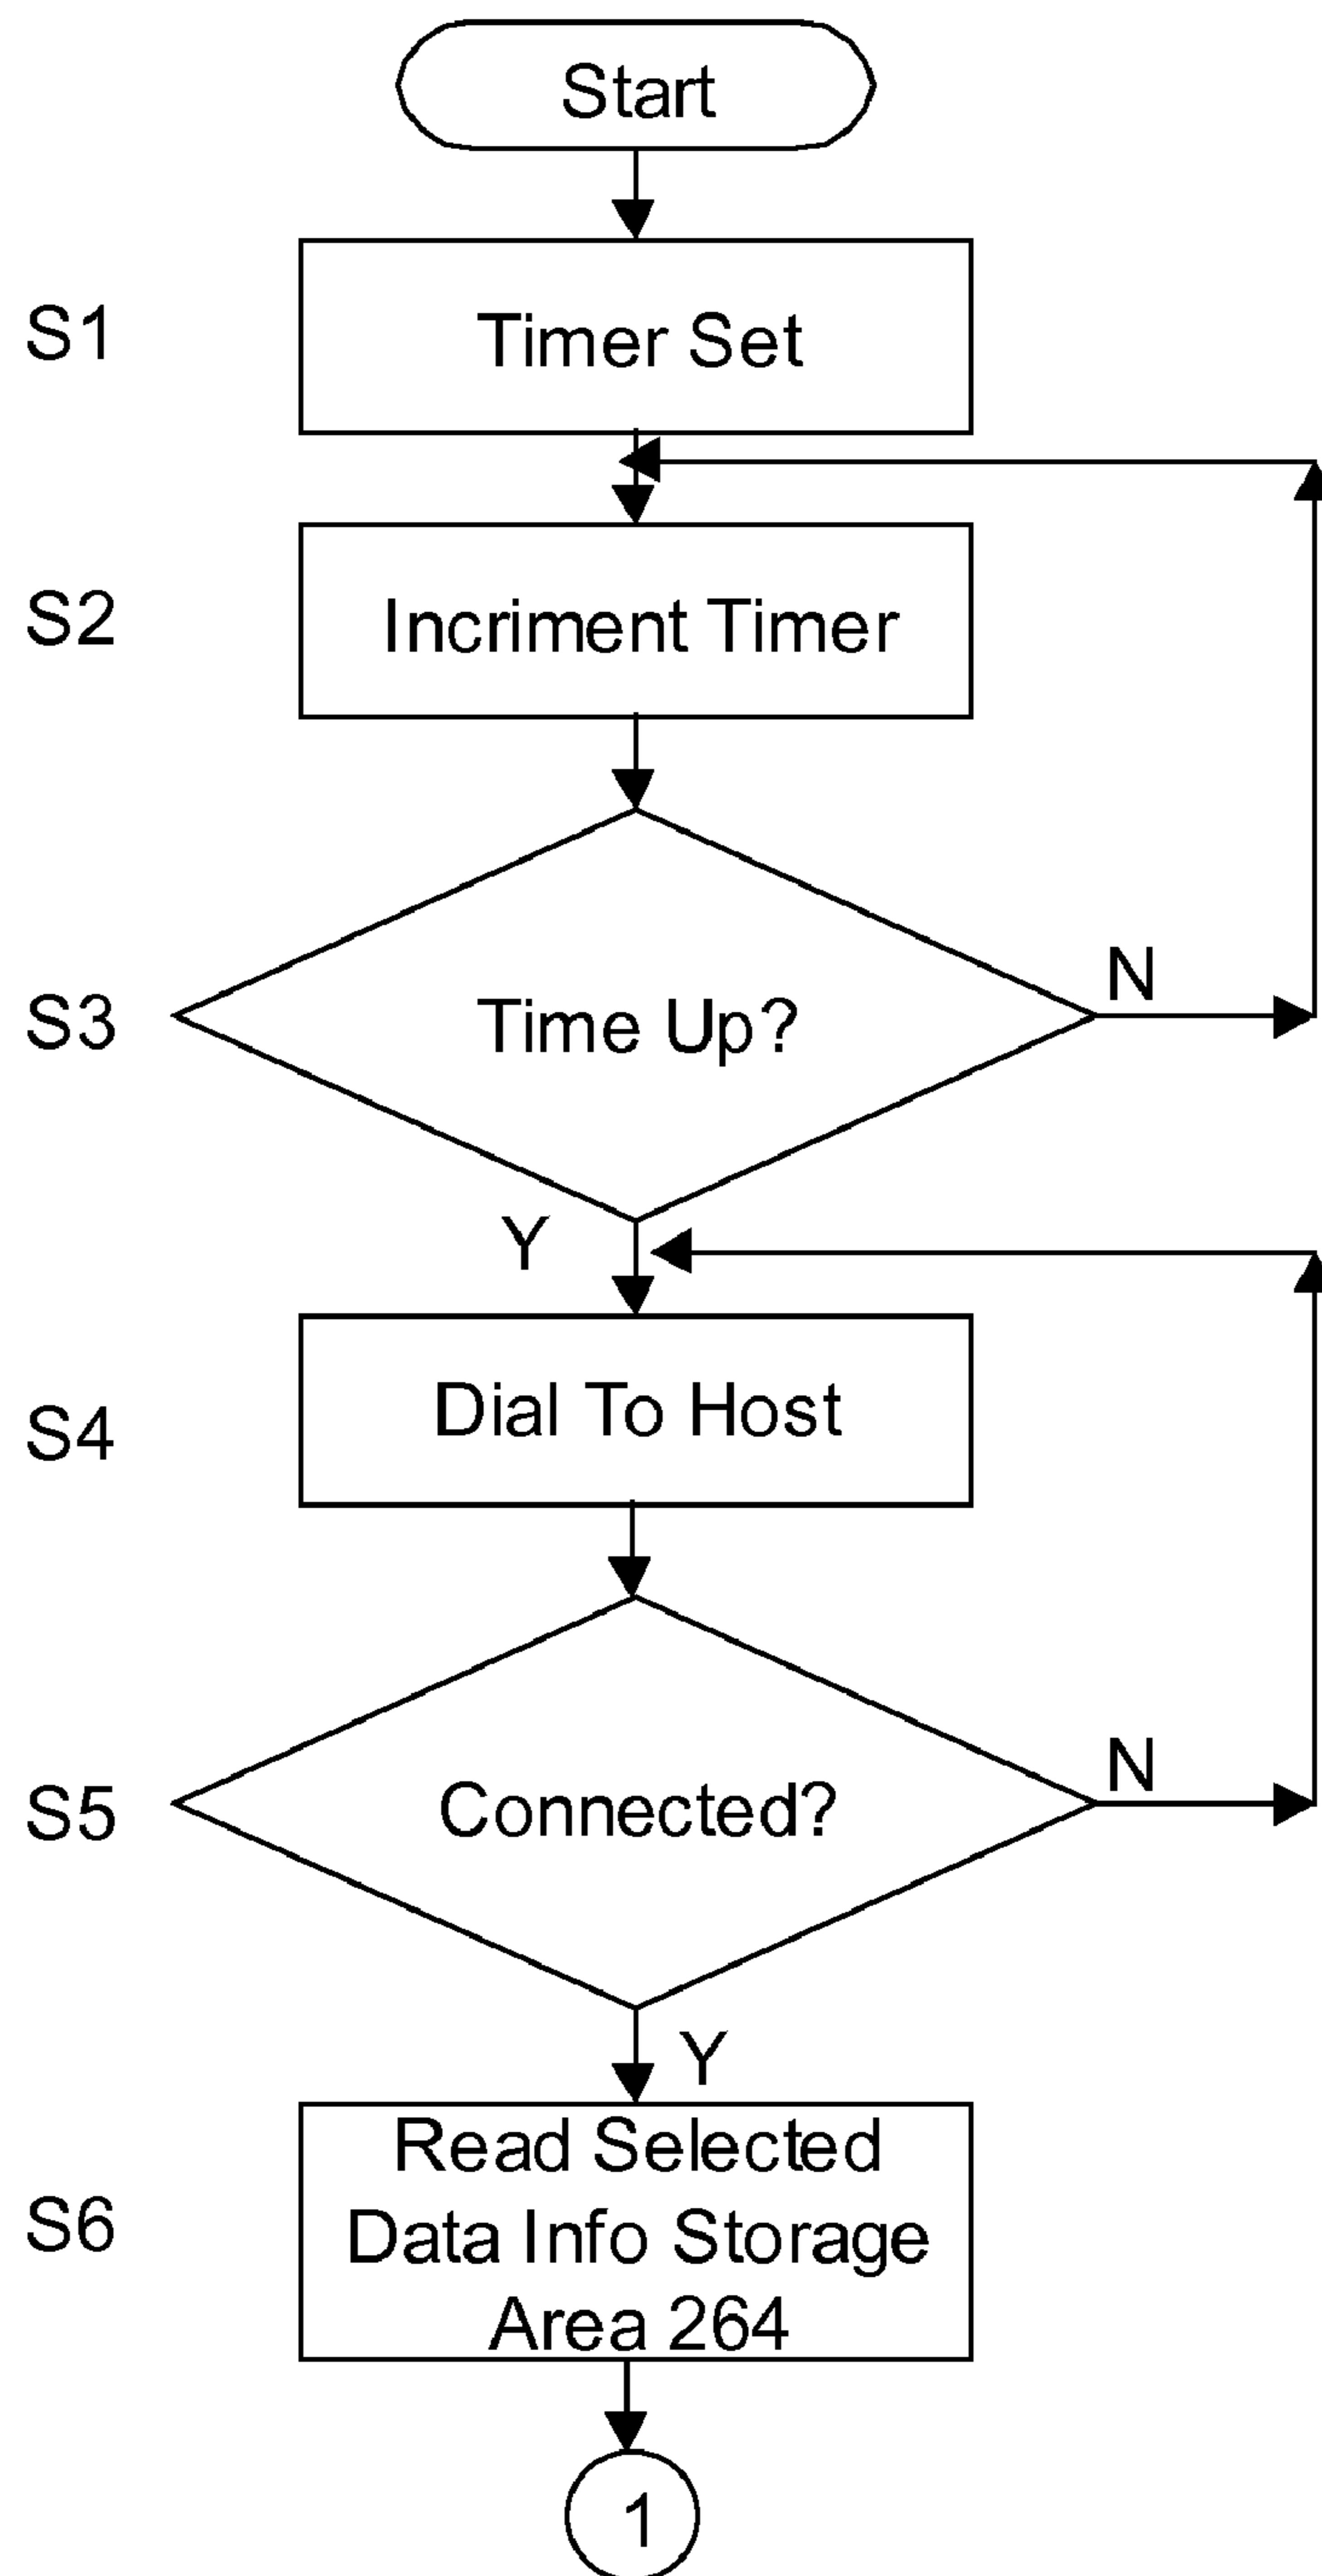 Start
S1
Timer Set
S2
Incriment Timer
S3
Time Up?
N
Y
S4
Dial To Host
S5
Connected?
N
Y
S6
Read Selected
Data Info Storage
Area 264
1